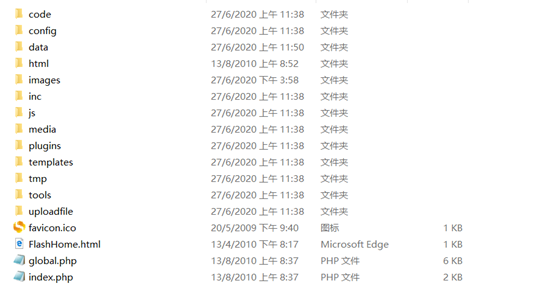 code 27/6/2020 上午 11:38 文件夹
config 27/6/2020 上午 11:38 文件夹
data 27/6/2020 上午 11:50 文件夹
html 13/8/2010 上午 8:52 文件夹
images 27/6/2020 下午 3:58 文件夹
inc 27/6/2020 上午 11:38 文件夹
js 27/6/2020 上午 11:38 文件夹
media 27/6/2020 上午 11:38 文件夹
plugins 27/6/2020 上午 11:38 文件夹
templates 27/6/2020 上午 11:38 文件夹
tmp 27/6/2020 上午 11:38 文件夹
tools 27/6/2020 上午 11:38 文件夹
uploadfile 27/6/2020 上午 11:38 文件夹
favicon.ico 20/5/2009 下午 9:40 图标 1 KB
FlashHome.html 13/4/2010 下午 8:17 Microsoft Edge 1 KB
global.php 13/8/2010 上午 8:37 PHP 文件 6 KB
index.php 13/8/2010 上午 8:37 PHP 文件 2 KB